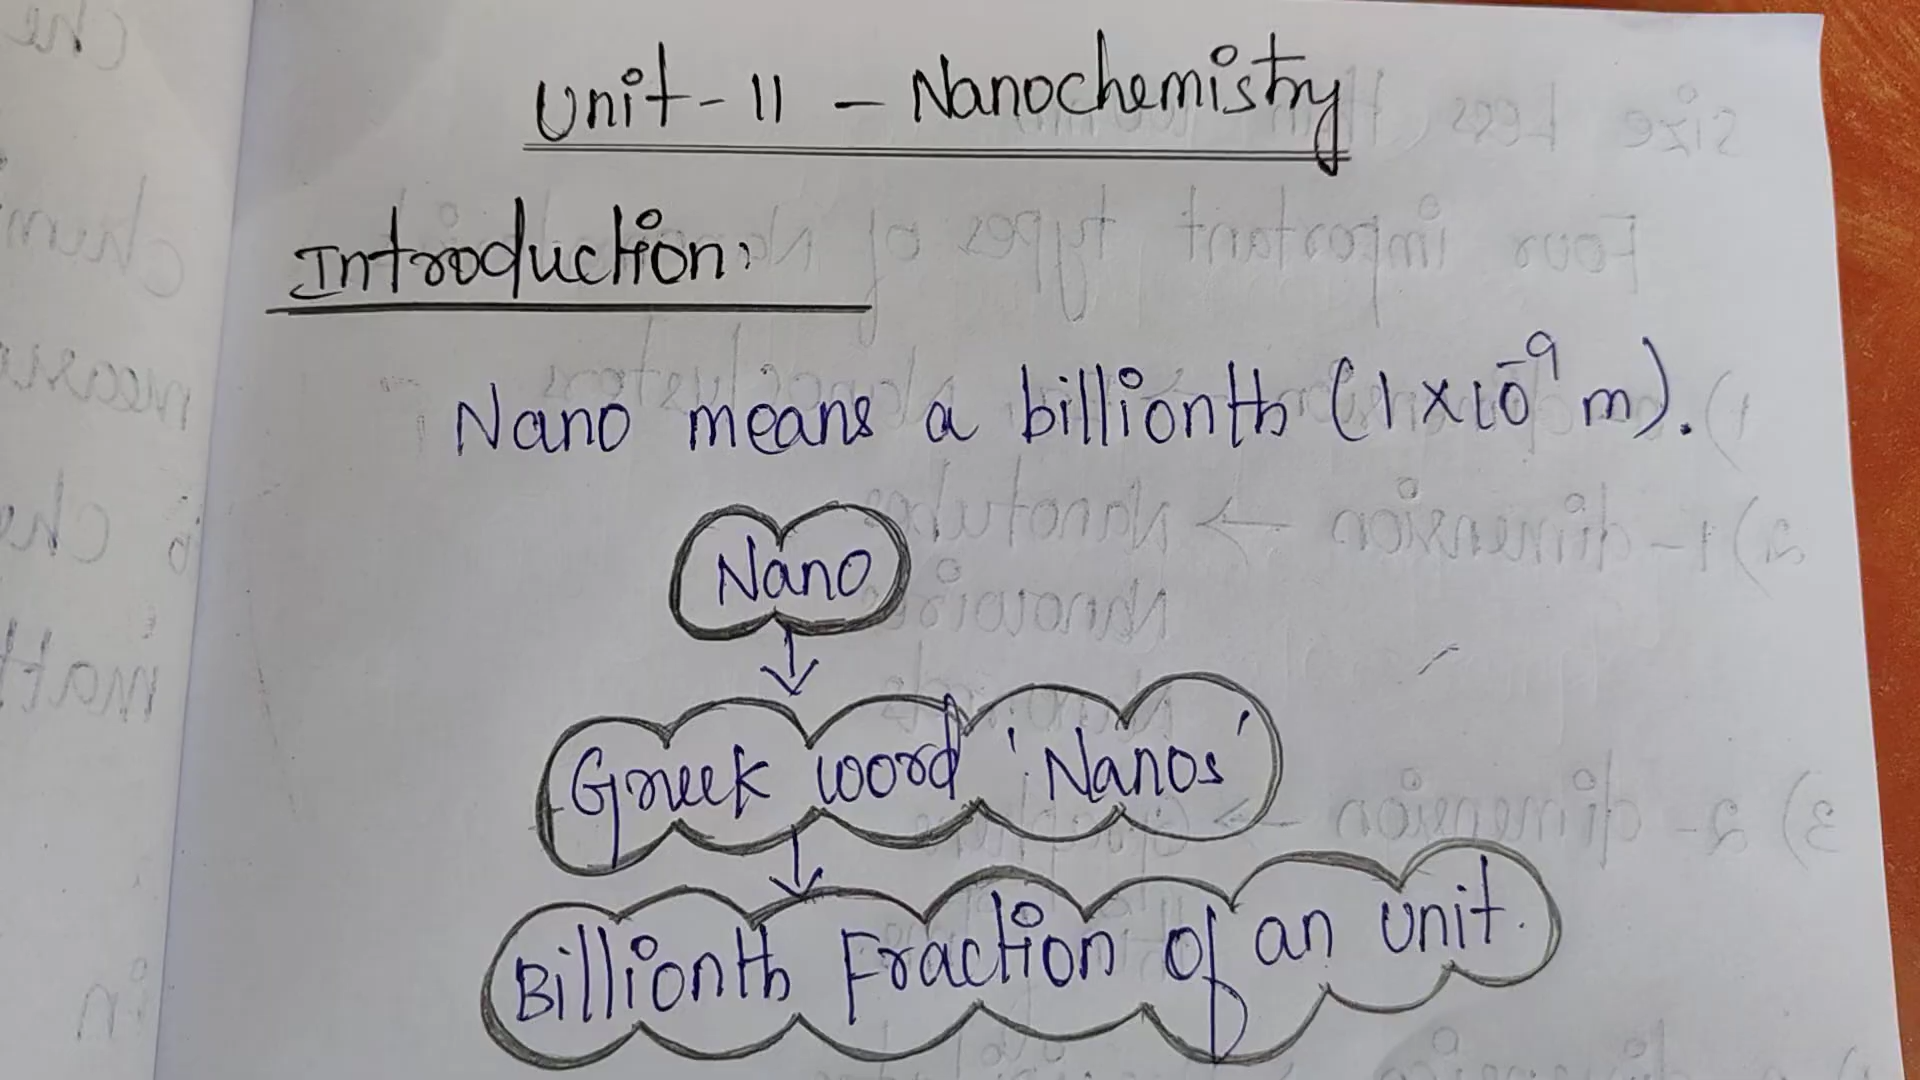 Unit-II - Nanochemistry
Introduction:
Nano means a billionth (1 x 10⁻⁹ m).
Nano
Greek word 'Nanos'
Billionth Fraction of an unit.